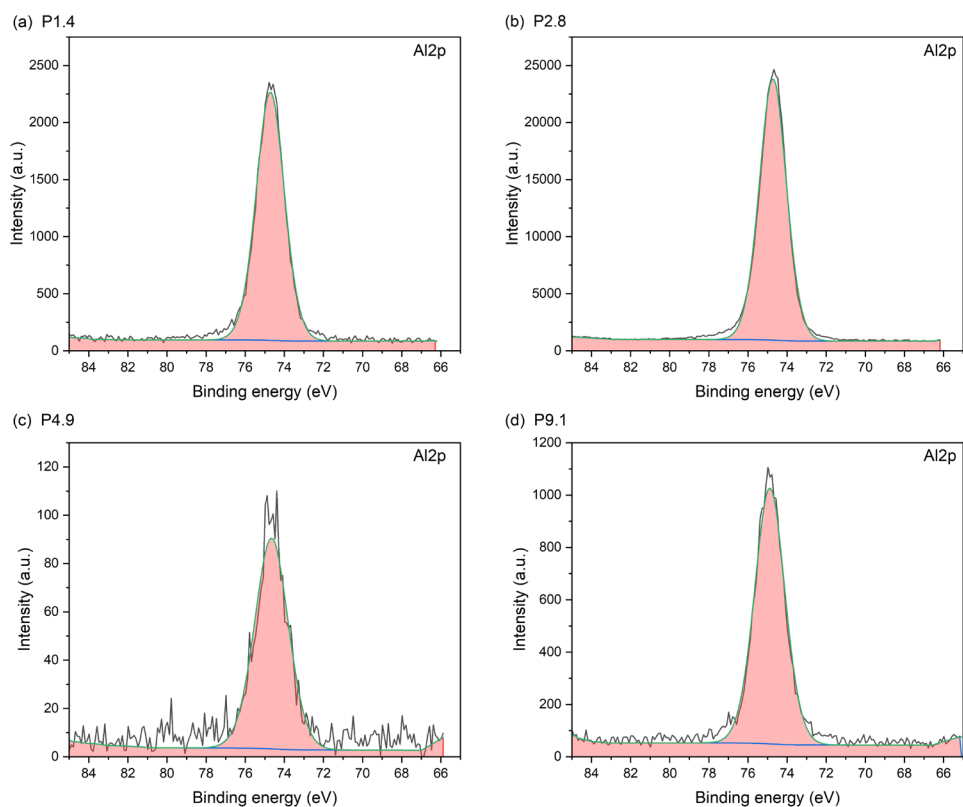 (a) P1.4
Al2p
2500
2000
1500
1000
500
0
Intensity (a.u.)
84 82 80 78 76 74 72 70 68 66
Binding energy (eV)
(b) P2.8
Al2p
25000
20000
15000
10000
5000
0
Intensity (a.u.)
84 82 80 78 76 74 72 70 68 66
Binding energy (eV)
(c) P4.9
Al2p
120
100
80
60
40
20
0
Intensity (a.u.)
84 82 80 78 76 74 72 70 68 66
Binding energy (eV)
(d) P9.1
Al2p
1200
1000
800
600
400
200
0
Intensity (a.u.)
84 82 80 78 76 74 72 70 68 66
Binding energy (eV)